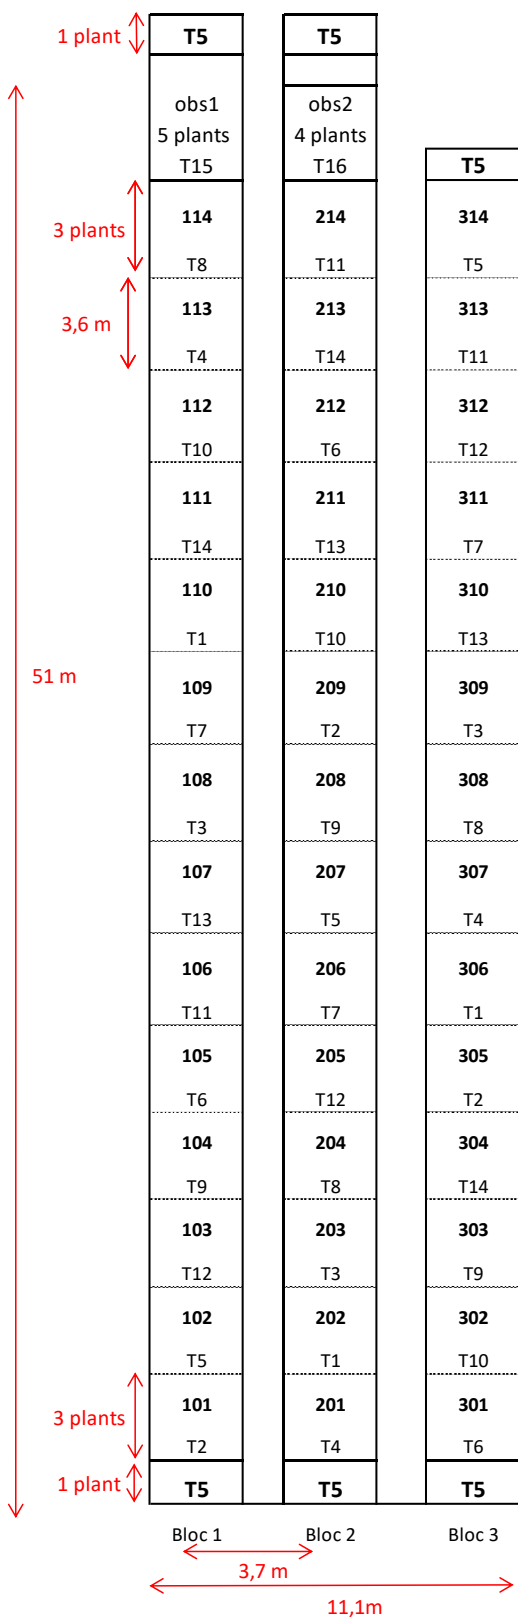 1 plant T5 T5
obs1 obs2
5 plants 4 plants
T15 T16 T5
3 plants 114 214 314
T8 T11 T5
3,6 m 113 213 313
T4 T14 T11
112 212 312
T10 T6 T12
111 211 311
T14 T13 T7
110 210 310
T1 T10 T13
51 m 109 209 309
T7 T2 T3
108 208 308
T3 T9 T8
107 207 307
T13 T5 T4
106 206 306
T11 T7 T1
105 205 305
T6 T12 T2
104 204 304
T9 T8 T14
103 203 303
T12 T3 T9
102 202 302
T5 T1 T10
3 plants 101 201 301
T2 T4 T6
1 plant T5 T5 T5
Bloc 1 Bloc 2 Bloc 3
3,7 m
11,1m